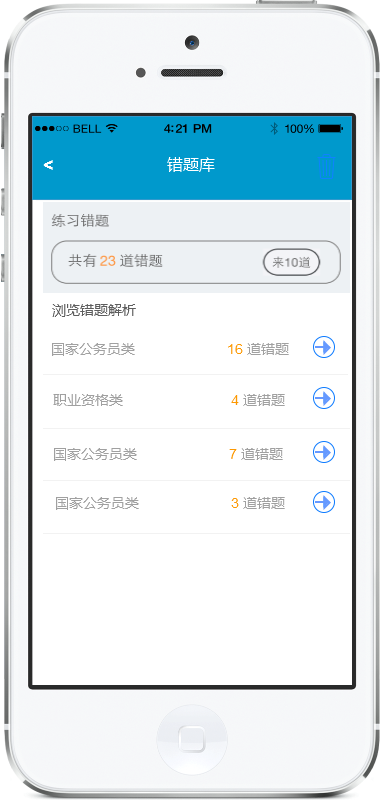 BELL 4:21 PM 100%
< 错题库
练习错题
共有 23 道错题 来10道
浏览错题解析
国家公务员类 16 道错题
职业资格类 4 道错题
国家公务员类 7 道错题
国家公务员类 3 道错题